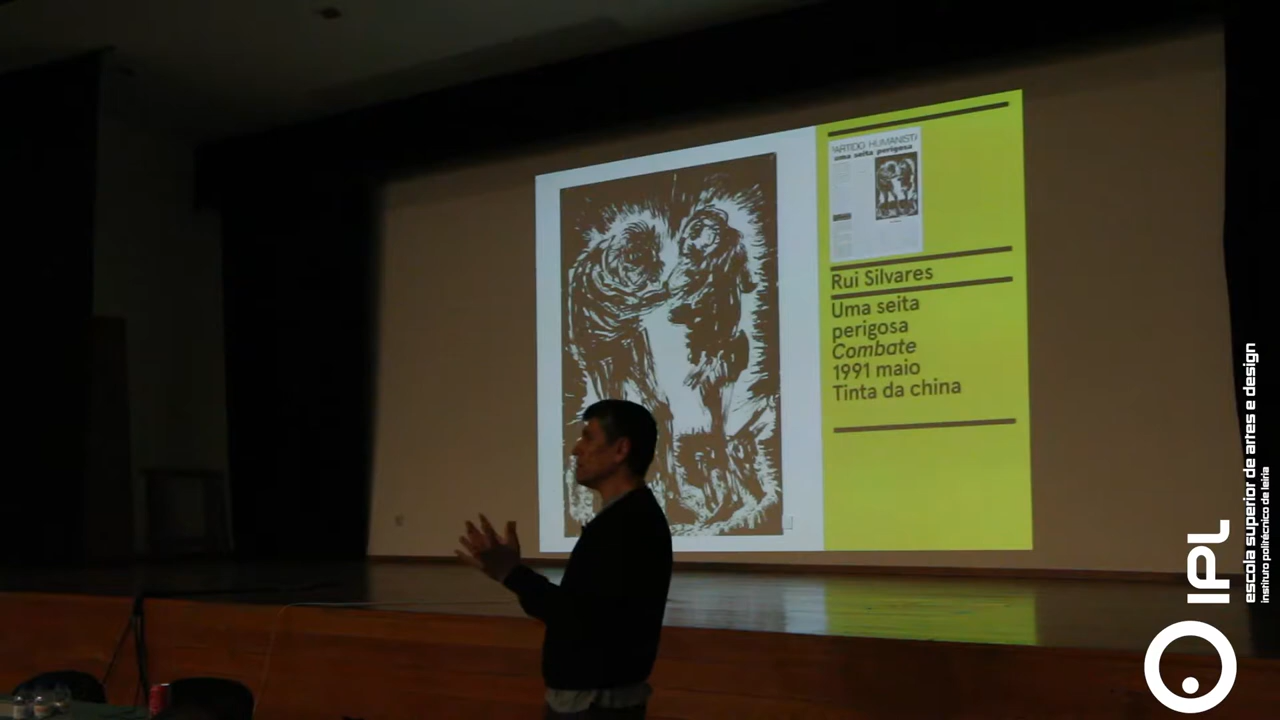 PARTIDO HUMANISTA
uma seita perigosa
Rui Silvares
Uma seita
perigosa
Combate
1991 maio
Tinta da china
IPL
escola superior de artes e design
instituto politécnico de leiria